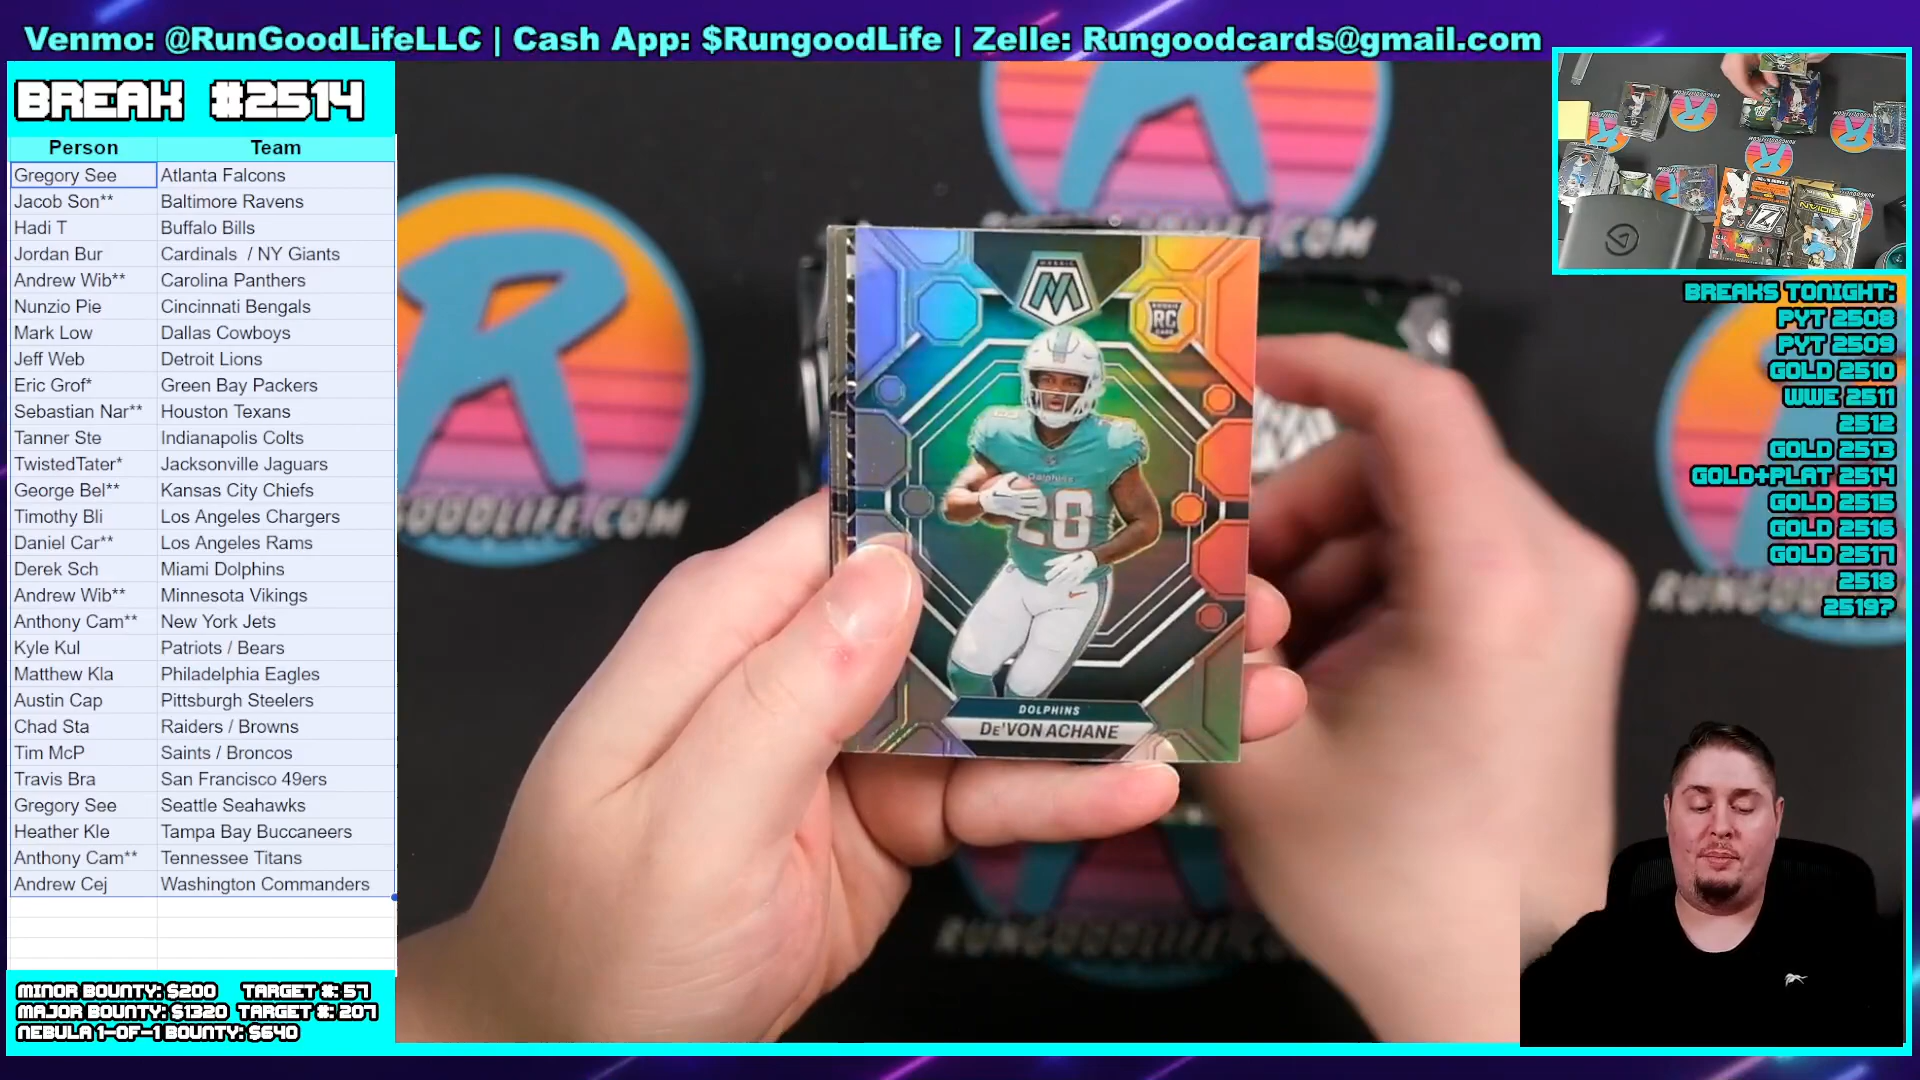 Venmo: @RunGoodLifeLLC | Cash App: $RungoodLife | Zelle: Rungoodcards@gmail.com
BREAK #2514
Person Team
Gregory See Atlanta Falcons
Jacob Son** Baltimore Ravens
Hadi T Buffalo Bills
Jordan Bur Cardinals / NY Giants
Andrew Wib** Carolina Panthers
Nunzio Pie Cincinnati Bengals
Mark Low Dallas Cowboys
Jeff Web Detroit Lions
Eric Grof* Green Bay Packers
Sebastian Nar** Houston Texans
Tanner Ste Indianapolis Colts
TwistedTater* Jacksonville Jaguars
George Bel** Kansas City Chiefs
Timothy Bli Los Angeles Chargers
Daniel Car** Los Angeles Rams
Derek Sch Miami Dolphins
Andrew Wib** Minnesota Vikings
Anthony Cam** New York Jets
Kyle Kul Patriots / Bears
Matthew Kla Philadelphia Eagles
Austin Cap Pittsburgh Steelers
Chad Sta Raiders / Browns
Tim McP Saints / Broncos
Travis Bra San Francisco 49ers
Gregory See Seattle Seahawks
Heather Kle Tampa Bay Buccaneers
Anthony Cam** Tennessee Titans
Andrew Cej Washington Commanders
MINOR BOUNTY: $200 TARGET #: 57
MAJOR BOUNTY: $1320 TARGET #: 207
NEBULA 1-OF-1 BOUNTY: $640
MOSAIC
RC
Dolphins
28
DOLPHINS
DE'VON ACHANE
GOODLIFE.COM
RUNGOODLIFE.CO
BREAKS TONIGHT:
PYT 2508
PYT 2509
GOLD 2510
WWE 2511
2512
GOLD 2513
GOLD+PLAT 2514
GOLD 2515
GOLD 2516
GOLD 2517
2518
2519?